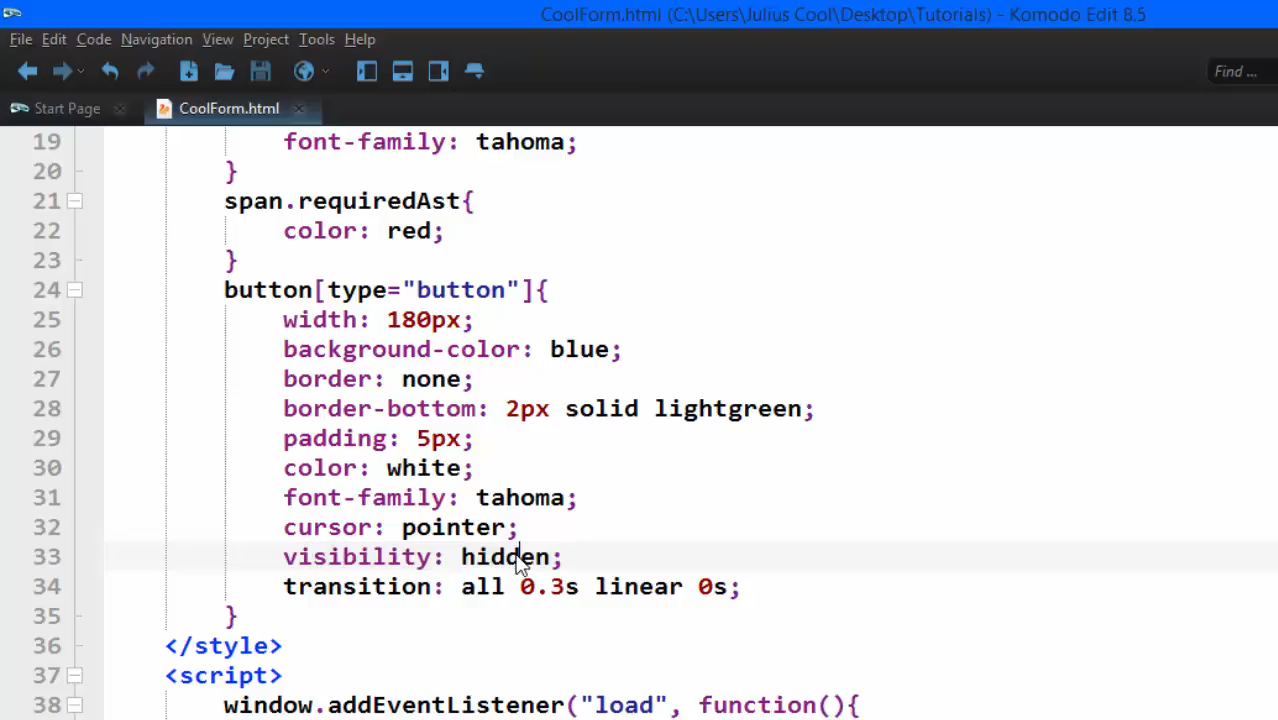 CoolForm.html (C:\Users\Julius Cool\Desktop\Tutorials) - Komodo Edit 8.5
File Edit Code Navigation View Project Tools Help
Find ...
Start Page CoolForm.html
19 font-family: tahoma;
20 }
21 span.requiredAst{
22 color: red;
23 }
24 button[type="button"]{
25 width: 180px;
26 background-color: blue;
27 border: none;
28 border-bottom: 2px solid lightgreen;
29 padding: 5px;
30 color: white;
31 font-family: tahoma;
32 cursor: pointer;
33 visibility: hidden;
34 transition: all 0.3s linear 0s;
35 }
36 </style>
37 <script>
38 window.addEventListener("load", function(){